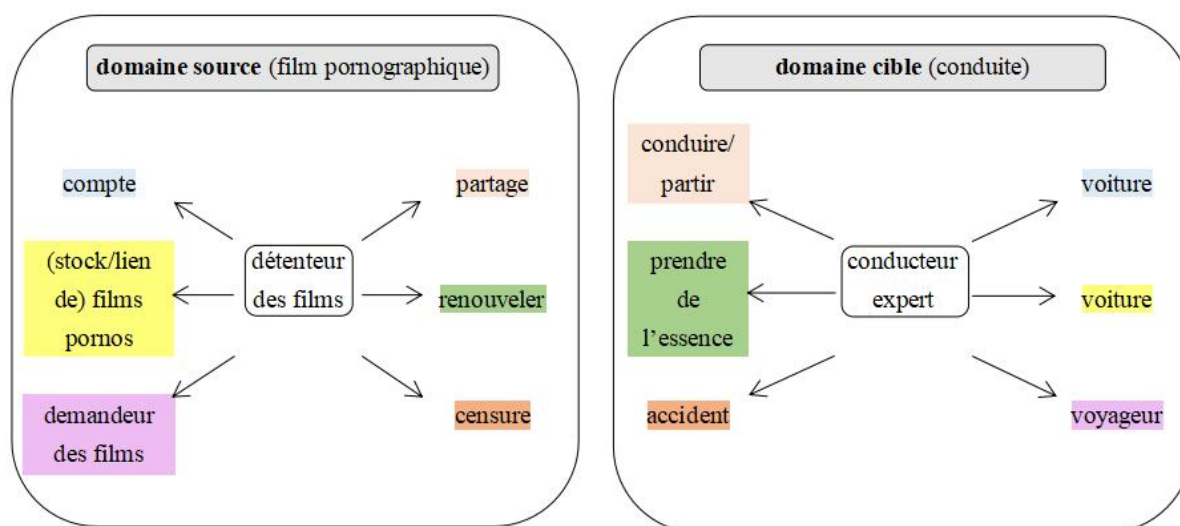 domaine source (film pornographique)
compte
partage
(stock/lien
de) films
pornos
détenteur
des films
renouveler
demandeur
des films
censure
domaine cible (conduite)
conduire/
partir
voiture
prendre
de
l'essence
conducteur
expert
voiture
accident
voyageur